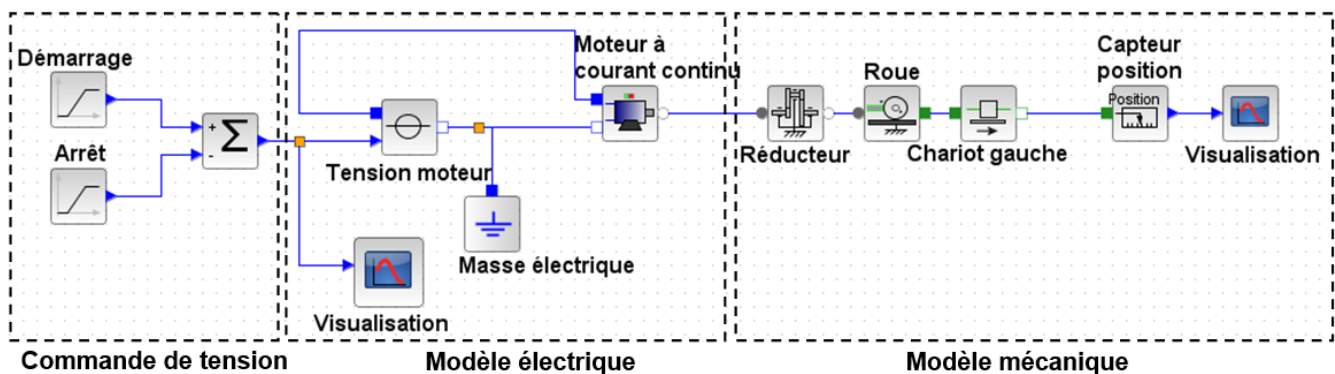 Démarrage
Arrêt
+
-
Σ
Commande de tension
Tension moteur
Masse électrique
Visualisation
Moteur à
courant continu
Modèle électrique
Réducteur
Roue
Chariot gauche
Capteur
position
Position
Visualisation
Modèle mécanique